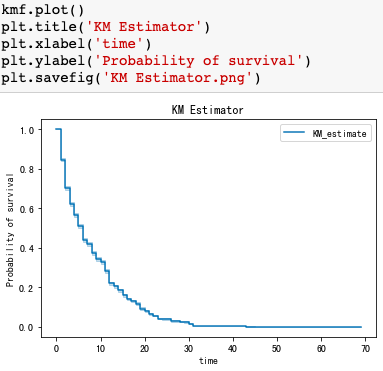 kmf.plot()
plt.title('KM Estimator')
plt.xlabel('time')
plt.ylabel('Probability of survival')
plt.savefig('KM Estimator.png')
KM Estimator
KM_estimate
Probability of survival
1.0
0.8
0.6
0.4
0.2
0.0
0 10 20 30 40 50 60 70
time